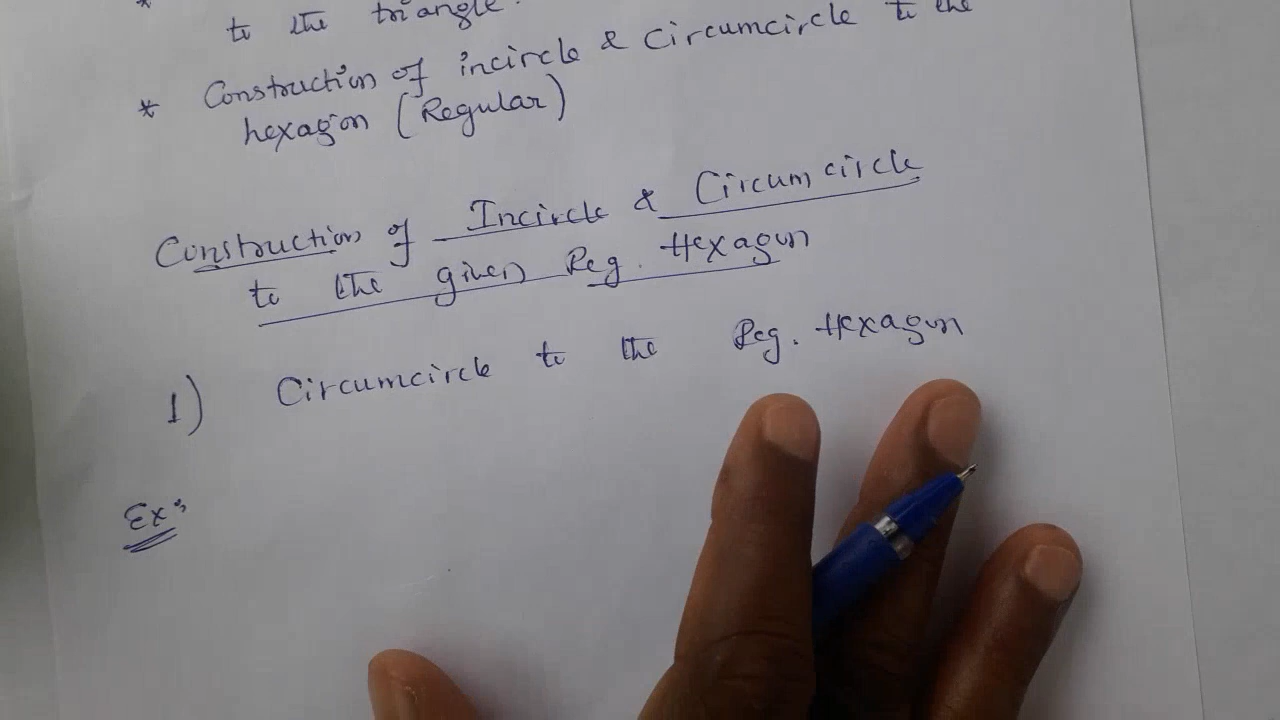 * to the triangle.
* Construction of incircle & Circumcircle to the
hexagon (Regular)
Construction of Incircle & Circumcircle
to the given Reg. Hexagon
1) Circumcircle to the Reg. Hexagon
Ex: